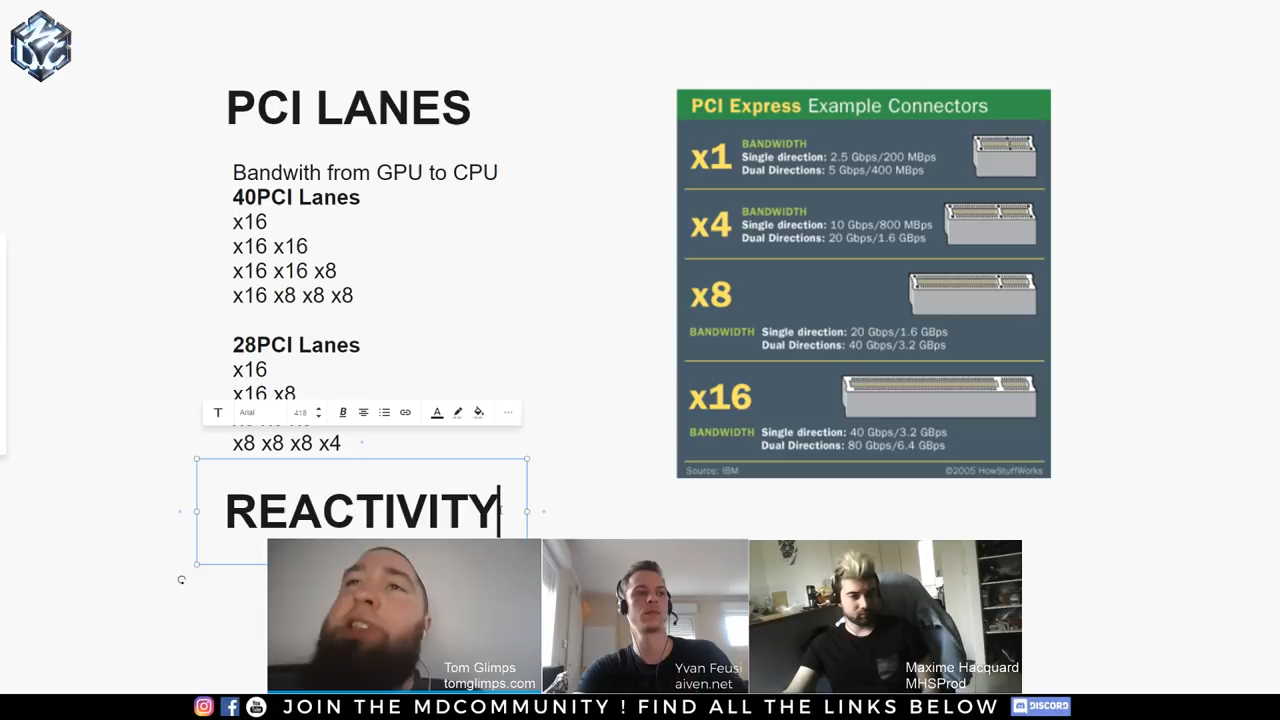 PCI LANES
Bandwith from GPU to CPU
40PCI Lanes
x16
x16 x16
x16 x16 x8
x16 x8 x8 x8
28PCI Lanes
x16
x16 x8
x8 x8 x8 x4
T Arial 418 B A
REACTIVITY
PCI Express Example Connectors
x1
BANDWIDTH
Single direction: 2.5 Gbps/200 MBps
Dual Directions: 5 Gbps/400 MBps
x4
BANDWIDTH
Single direction: 10 Gbps/800 MBps
Dual Directions: 20 Gbps/1.6 GBps
x8
BANDWIDTH Single direction: 20 Gbps/1.6 GBps
Dual Directions: 40 Gbps/3.2 GBps
x16
BANDWIDTH Single direction: 40 Gbps/3.2 GBps
Dual Directions: 80 Gbps/6.4 GBps
Source: IBM ©2005 HowStuffWorks
Tom Glimps
tomglimps.com
Yvan Feusi
aiven.net
Maxime Hacquard
MHSProd
JOIN THE MDCOMMUNITY ! FIND ALL THE LINKS BELOW DISCORD